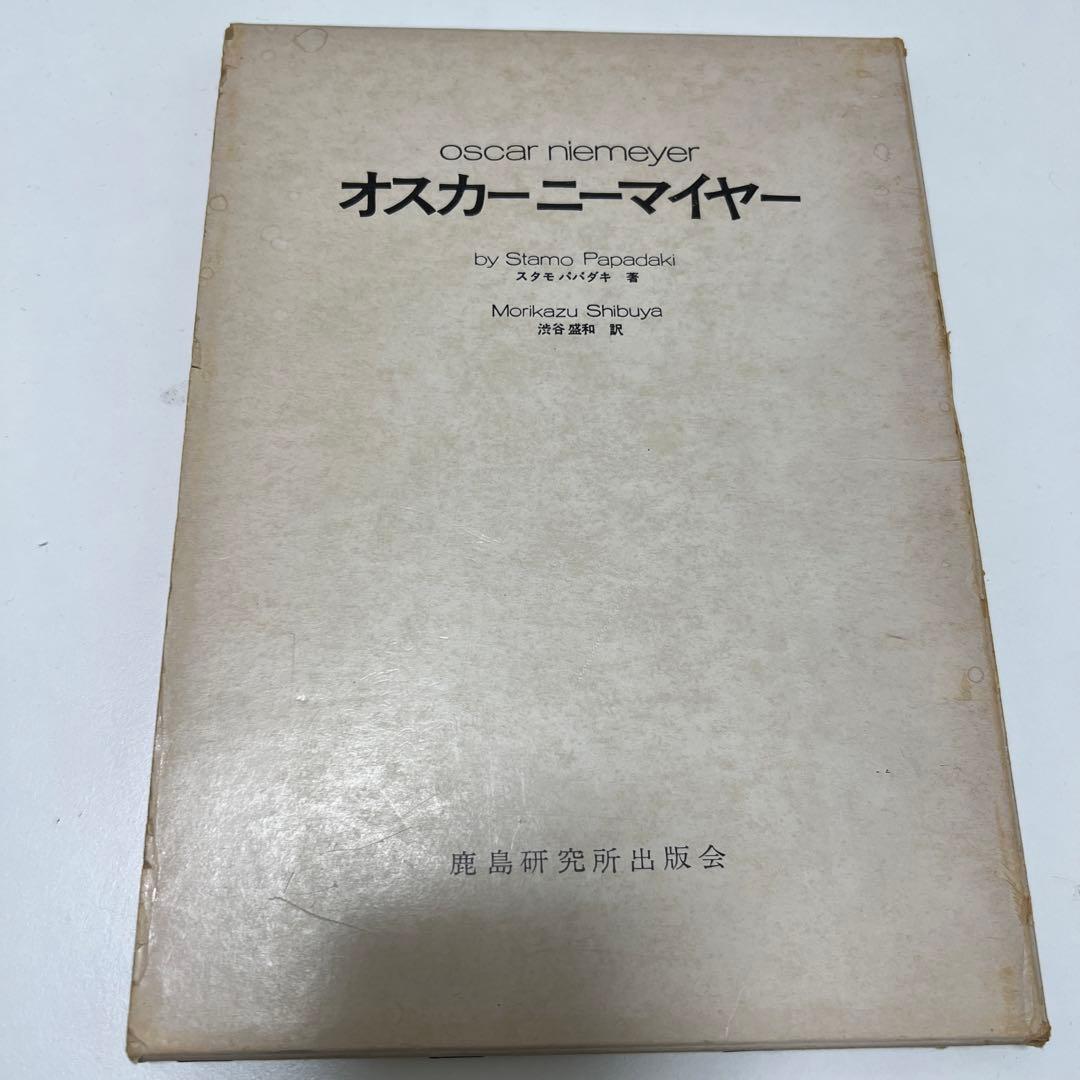 oscar niemeyer
オスカーニーマイヤー
by Stamo Papadaki
スタモ パパダキ 著
Morikazu Shibuya
渋谷盛和 訳
鹿島研究所出版会